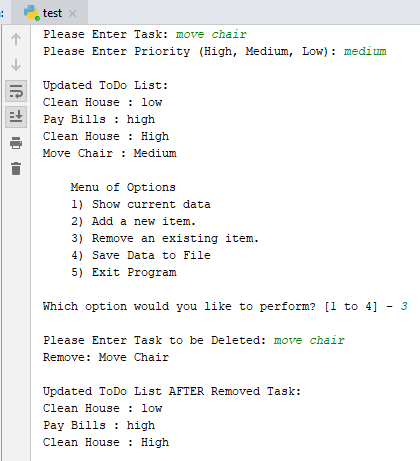 test
Please Enter Task: move chair
Please Enter Priority (High, Medium, Low): medium
Updated ToDo List:
Clean House : low
Pay Bills : high
Clean House : High
Move Chair : Medium
Menu of Options
1) Show current data
2) Add a new item.
3) Remove an existing item.
4) Save Data to File
5) Exit Program
Which option would you like to perform? [1 to 4] - 3
Please Enter Task to be Deleted: move chair
Remove: Move Chair
Updated ToDo List AFTER Removed Task:
Clean House : low
Pay Bills : high
Clean House : High